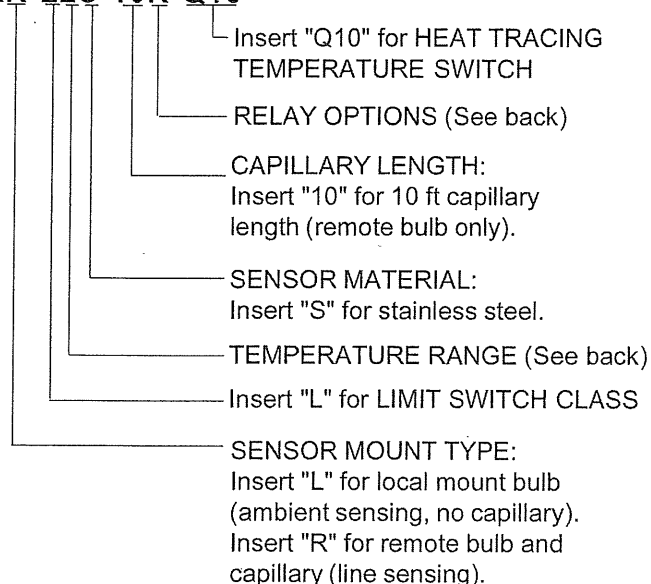 Insert "Q10" for HEAT TRACING
TEMPERATURE SWITCH
RELAY OPTIONS (See back)
CAPILLARY LENGTH:
Insert "10" for 10 ft capillary
length (remote bulb only).
SENSOR MATERIAL:
Insert "S" for stainless steel.
TEMPERATURE RANGE (See back)
Insert "L" for LIMIT SWITCH CLASS
SENSOR MOUNT TYPE:
Insert "L" for local mount bulb
(ambient sensing, no capillary).
Insert "R" for remote bulb and
capillary (line sensing).